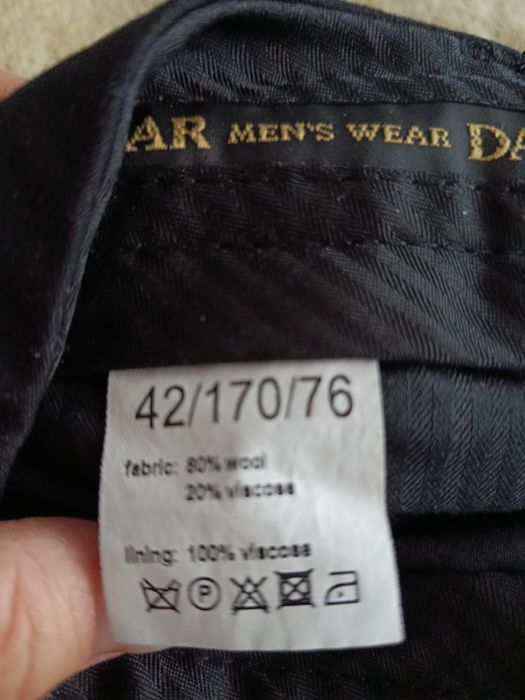 AR MEN'S WEAR DA
42/170/76
fabric: 80% wool
20% viscose
lining: 100% viscose
P